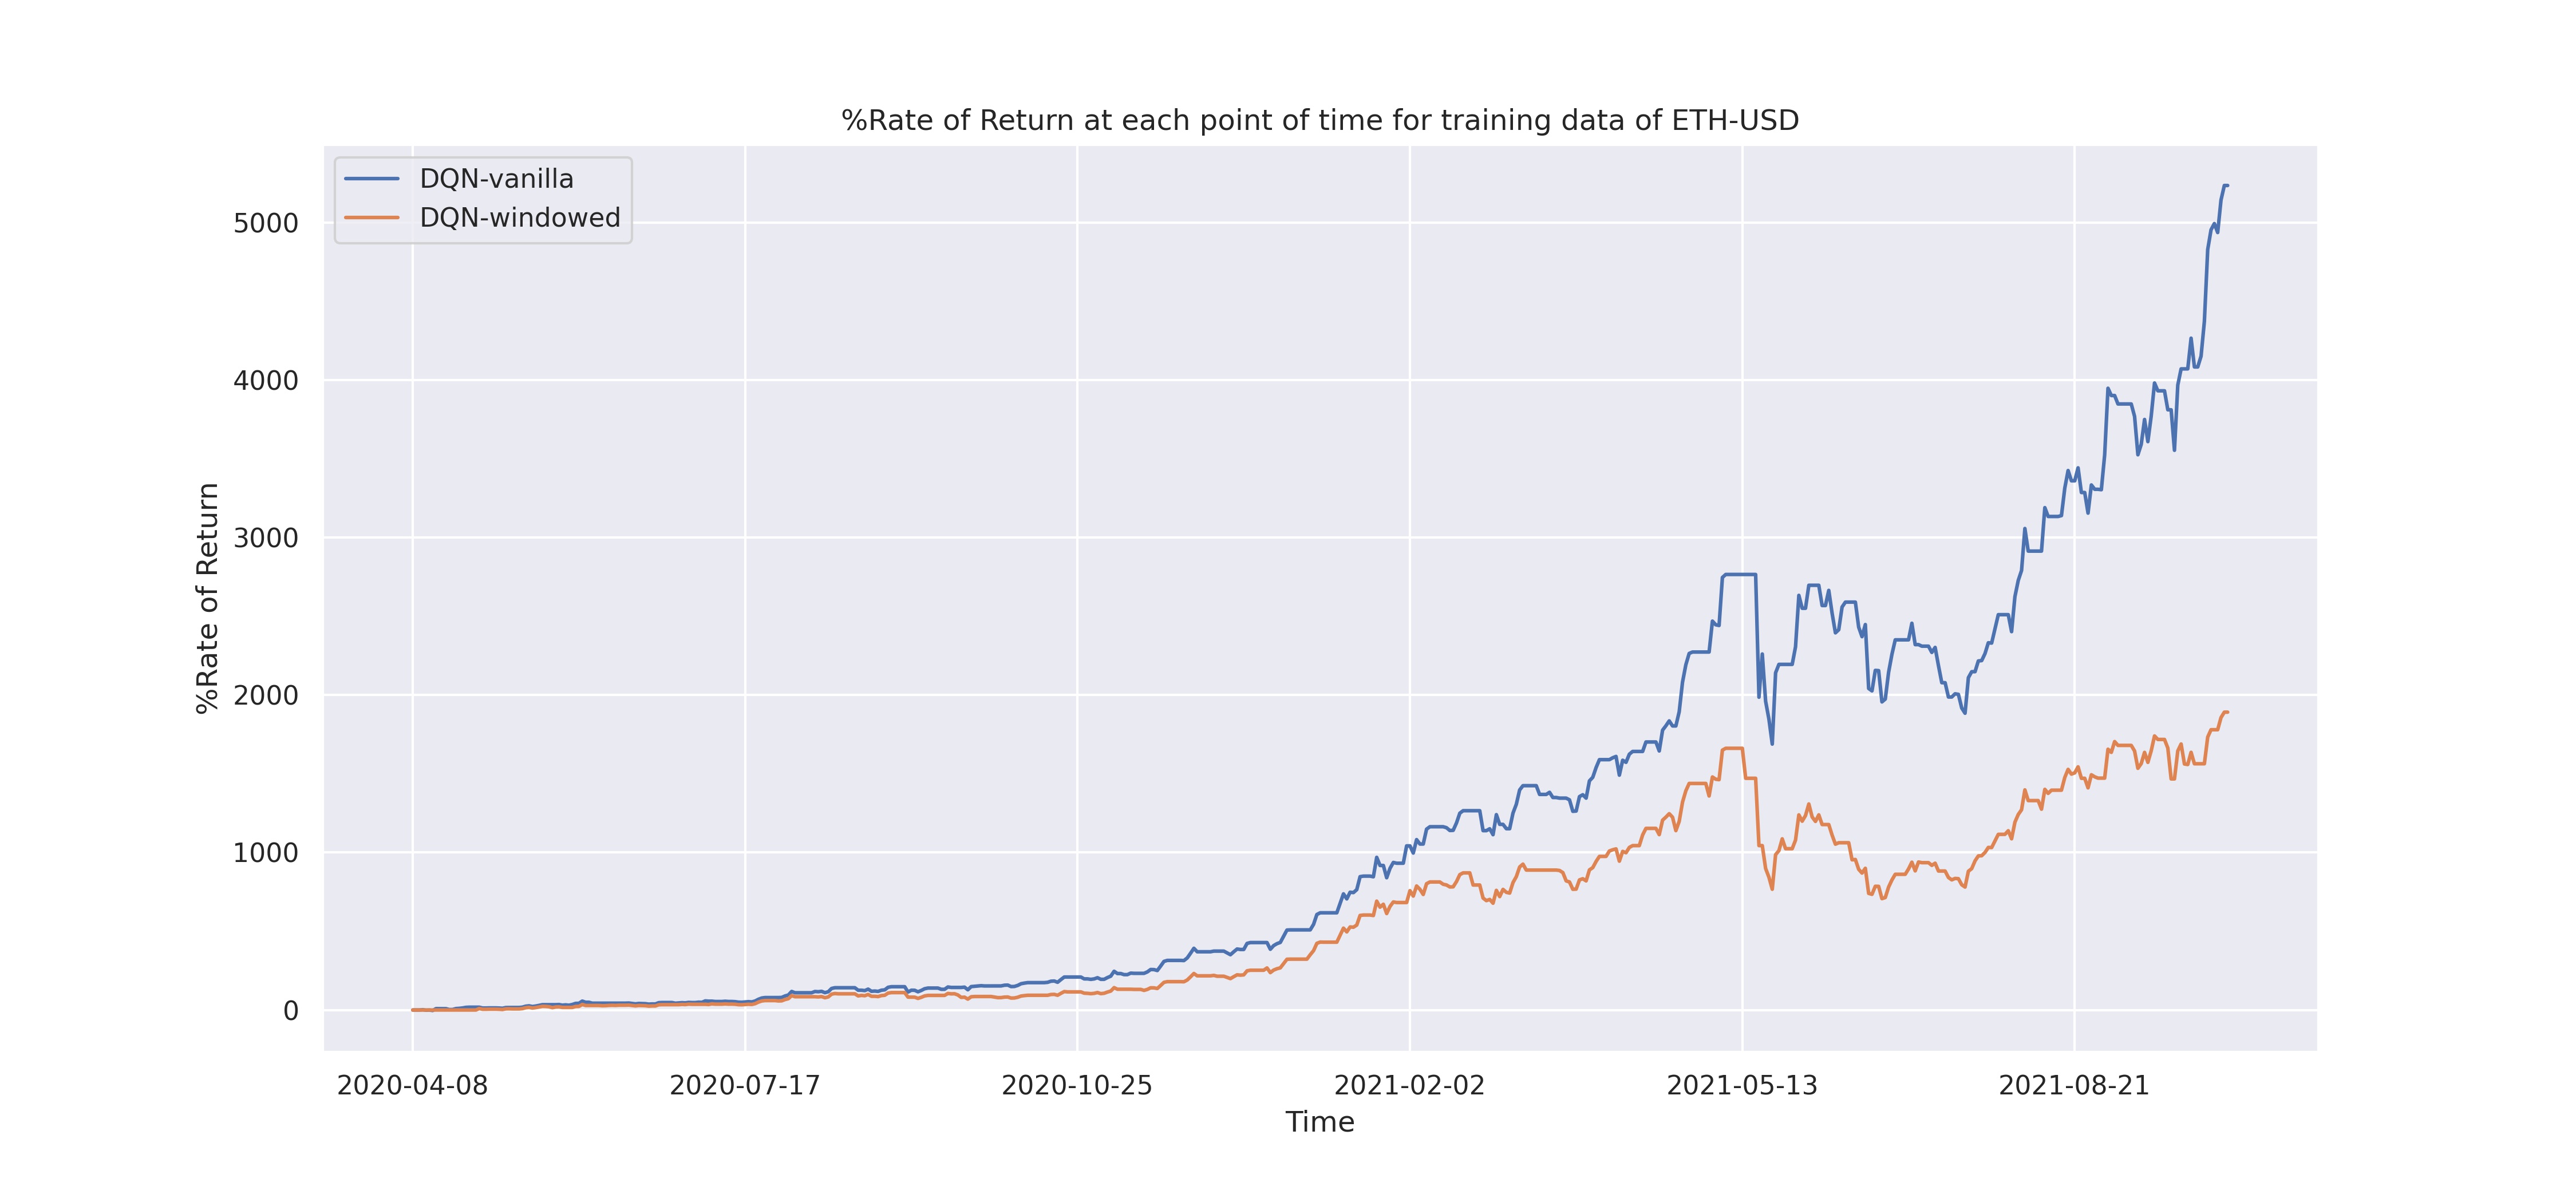 %Rate of Return at each point of time for training data of ETH-USD
DQN-vanilla
DQN-windowed
%Rate of Return
5000
4000
3000
2000
1000
0
2020-04-08 2020-07-17 2020-10-25 2021-02-02 2021-05-13 2021-08-21
Time